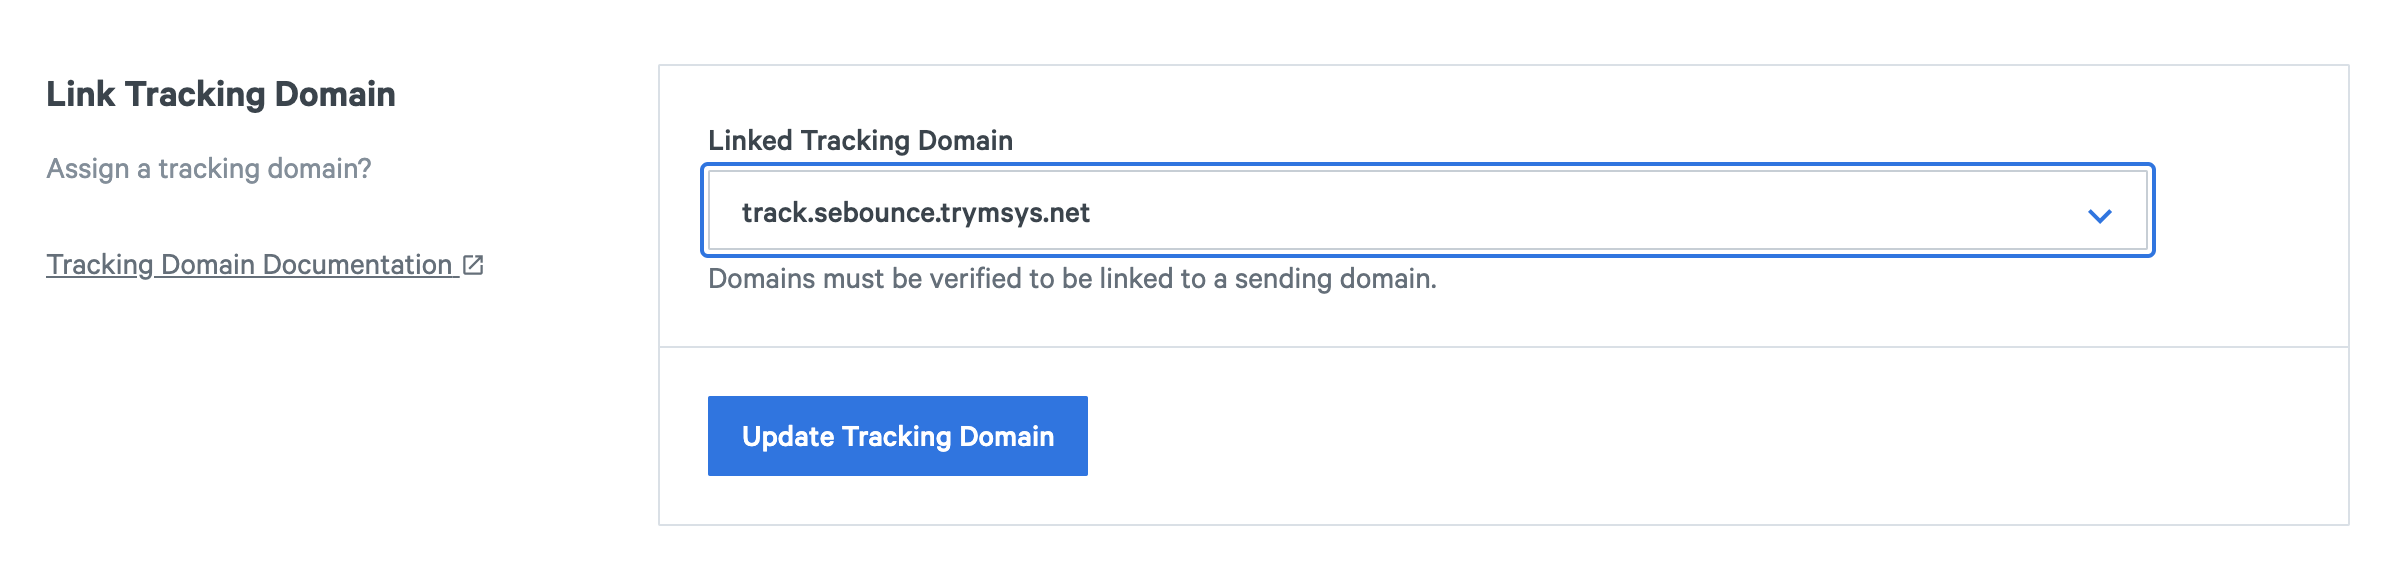 Link Tracking Domain
Assign a tracking domain?
Tracking Domain Documentation
Linked Tracking Domain
track.sebounce.trymsys.net
Domains must be verified to be linked to a sending domain.
Update Tracking Domain